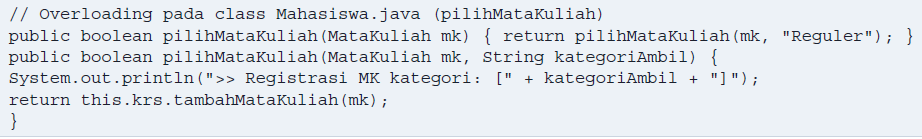 // Overloading pada class Mahasiswa.java (pilihMataKuliah)
public boolean pilihMataKuliah(MataKuliah mk) { return pilihMataKuliah(mk, "Reguler"); }
public boolean pilihMataKuliah(MataKuliah mk, String kategoriAmbil) {
System.out.println(">> Registrasi MK kategori: [" + kategoriAmbil + "]");
return this.krs.tambahMataKuliah(mk);
}